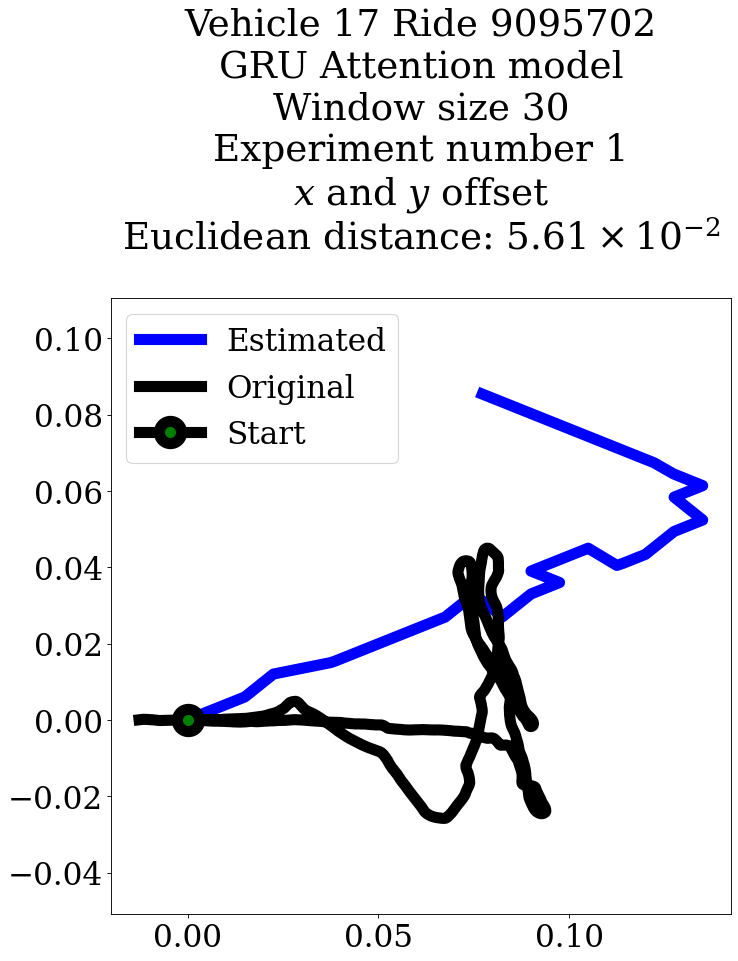 Vehicle 17 Ride 9095702
GRU Attention model
Window size 30
Experiment number 1
x and y offset
Euclidean distance: 5.61 × 10⁻²
Estimated
Original
Start
0.10
0.08
0.06
0.04
0.02
0.00
−0.02
−0.04
0.00 0.05 0.10